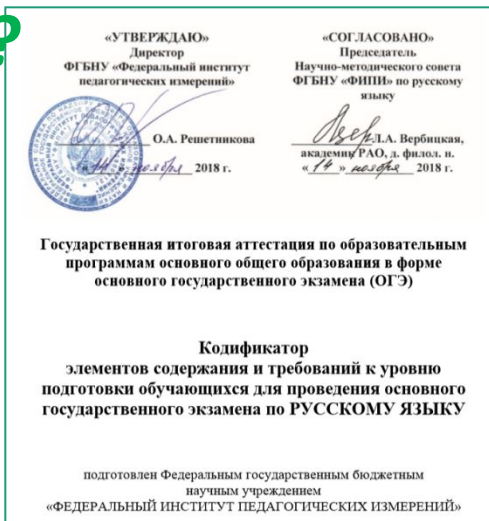 «УТВЕРЖДАЮ»
Директор
ФГБНУ «Федеральный институт
педагогических измерений»
О.А. Решетникова
«14» ноября 2018 г.
«СОГЛАСОВАНО»
Председатель
Научно-методического совета
ФГБНУ «ФИПИ» по русскому
языку
Л.А. Вербицкая,
академик РАО, д. филол. н.
«14» ноября 2018 г.
Государственная итоговая аттестация по образовательным
программам основного общего образования в форме
основного государственного экзамена (ОГЭ)
Кодификатор
элементов содержания и требований к уровню
подготовки обучающихся для проведения основного
государственного экзамена по РУССКОМУ ЯЗЫКУ
подготовлен Федеральным государственным бюджетным
научным учреждением
«ФЕДЕРАЛЬНЫЙ ИНСТИТУТ ПЕДАГОГИЧЕСКИХ ИЗМЕРЕНИЙ»